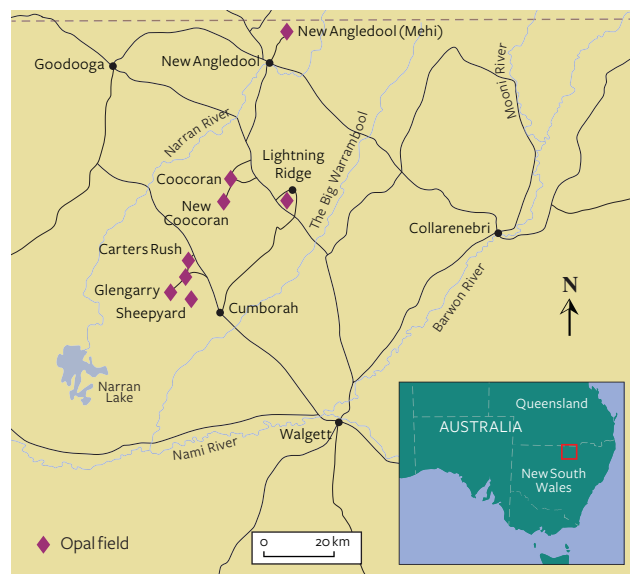 New Angledool (Mehi)
Goodooga
New Angledool
Mooni River
Narran River
Lightning
Ridge
The Big Warrambool
Coocoran
New
Coocoran
Collarenebri
Carters Rush
Glengarry
Sheepyard
Cumborah
Barwon River
N
Narran
Lake
Queensland
AUSTRALIA
New South
Wales
Walgett
Nami River
Opal field
0 20 km